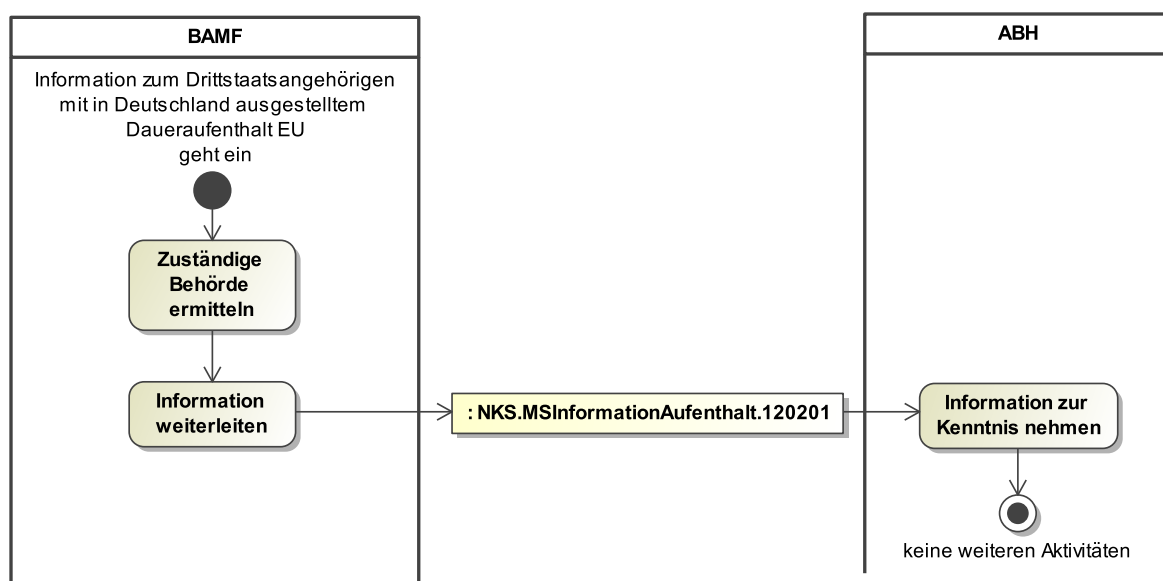 BAMF
Information zum Drittstaatsangehörigen
mit in Deutschland ausgestelltem
Daueraufenthalt EU
geht ein
Zuständige
Behörde
ermitteln
Information
weiterleiten
: NKS.MSInformationAufenthalt.120201
ABH
Information zur
Kenntnis nehmen
keine weiteren Aktivitäten